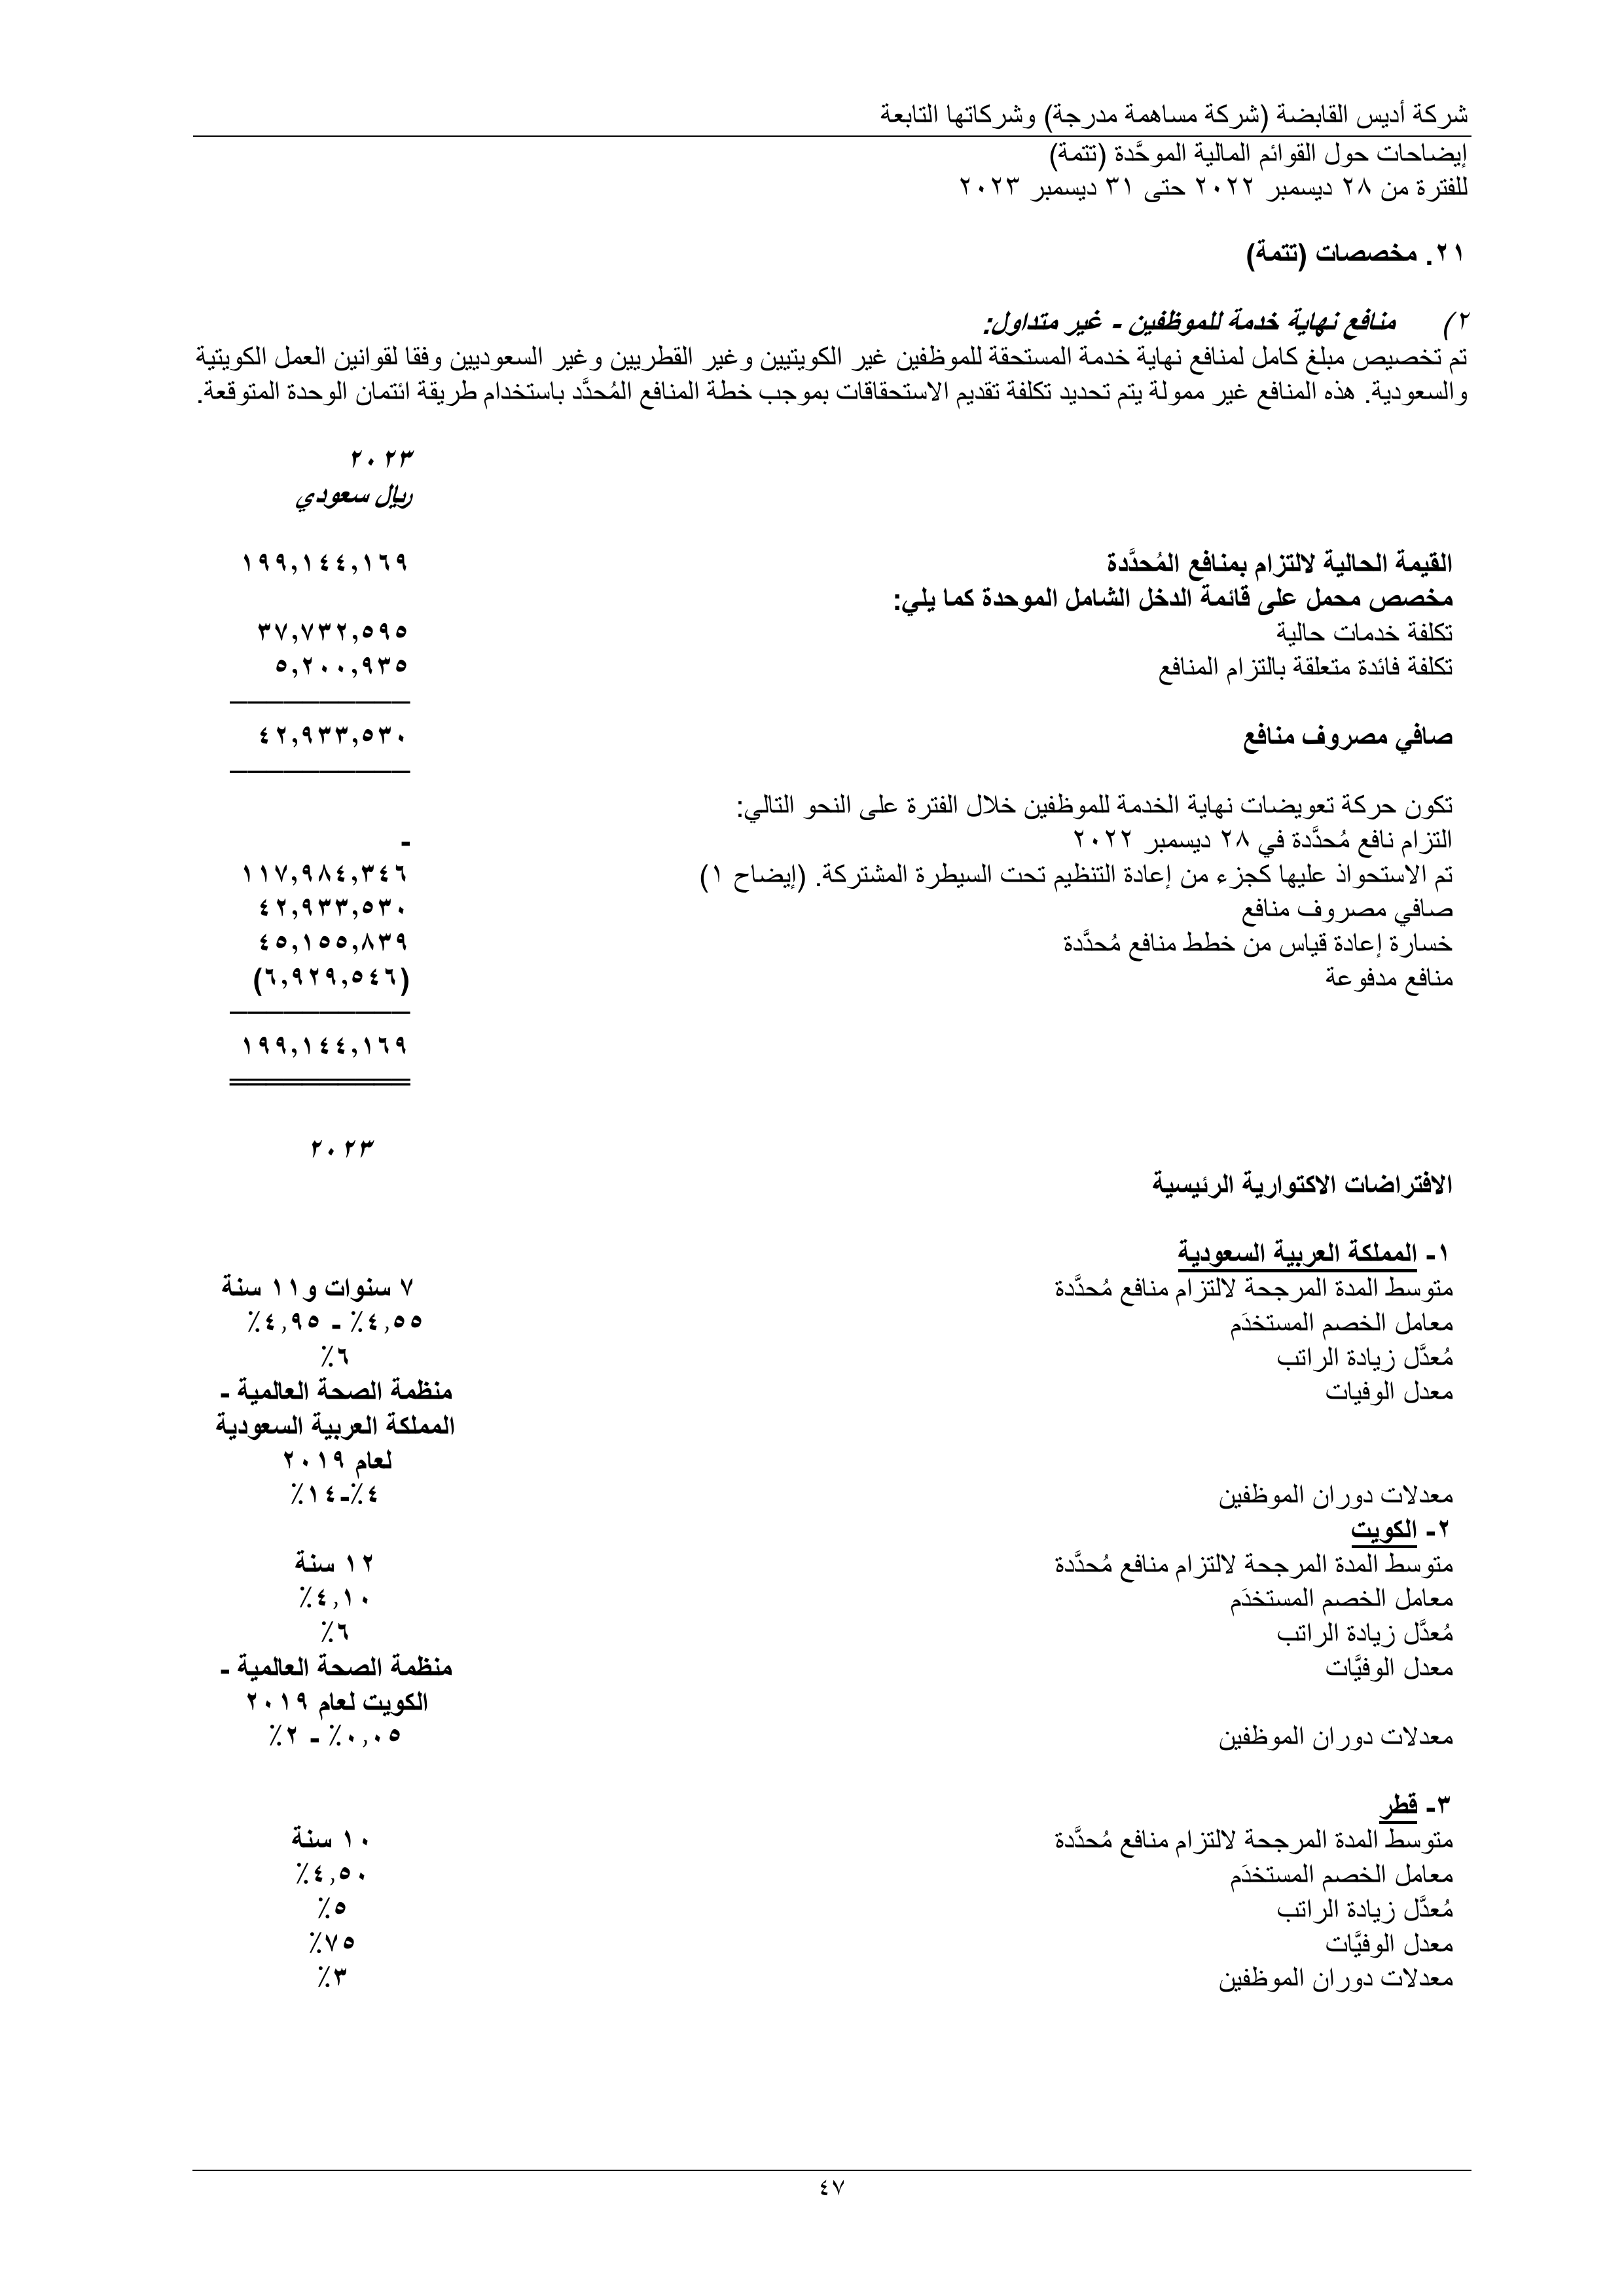 شركة أديس القابضة (شركة مساهمة مدرجة) وشركاتها التابعة
إيضاحات حول القوائم المالية الموحَّدة (تتمة)
للفترة من ٢٨ ديسمبر ٢٠٢٢ حتى ٣١ ديسمبر ٢٠٢٣
٢١. مخصصات (تتمة)
٢) منافع نهاية خدمة للموظفين - غير متداول:
تم تخصيص مبلغ كامل لمنافع نهاية خدمة المستحقة للموظفين غير الكويتيين وغير القطريين وغير السعوديين وفقا لقوانين العمل الكويتية
والسعودية. هذه المنافع غير ممولة يتم تحديد تكلفة تقديم الاستحقاقات بموجب خطة المنافع المُحدَّد باستخدام طريقة ائتمان الوحدة المتوقعة.
٢٠٢٣
ريال سعودي
القيمة الحالية لالتزام بمنافع المُحدَّدة ١٩٩,١٤٤,١٦٩
مخصص محمل على قائمة الدخل الشامل الموحدة كما يلي:
تكلفة خدمات حالية ٣٧,٧٣٢,٥٩٥
تكلفة فائدة متعلقة بالتزام المنافع ٥,٢٠٠,٩٣٥
صافي مصروف منافع ٤٢,٩٣٣,٥٣٠
تكون حركة تعويضات نهاية الخدمة للموظفين خلال الفترة على النحو التالي:
التزام نافع مُحدَّدة في ٢٨ ديسمبر ٢٠٢٢ -
تم الاستحواذ عليها كجزء من إعادة التنظيم تحت السيطرة المشتركة. (إيضاح ١) ١١٧,٩٨٤,٣٤٦
صافي مصروف منافع ٤٢,٩٣٣,٥٣٠
خسارة إعادة قياس من خطط منافع مُحدَّدة ٤٥,١٥٥,٨٣٩
منافع مدفوعة (٦,٩٢٩,٥٤٦)
١٩٩,١٤٤,١٦٩
٢٠٢٣
الافتراضات الاكتوارية الرئيسية
١- المملكة العربية السعودية
متوسط المدة المرجحة لالتزام منافع مُحدَّدة ٧ سنوات و١١ سنة
معامل الخصم المستخدَم ٤,٥٥٪ - ٤,٩٥٪
مُعدَّل زيادة الراتب ٦٪
معدل الوفيات منظمة الصحة العالمية -
المملكة العربية السعودية
لعام ٢٠١٩
معدلات دوران الموظفين ٤٪-١٤٪
٢- الكويت
متوسط المدة المرجحة لالتزام منافع مُحدَّدة ١٢ سنة
معامل الخصم المستخدَم ٤,١٠٪
مُعدَّل زيادة الراتب ٦٪
معدل الوفيَّات منظمة الصحة العالمية -
الكويت لعام ٢٠١٩
معدلات دوران الموظفين ٠,٠٥٪ - ٢٪
٣- قطر
متوسط المدة المرجحة لالتزام منافع مُحدَّدة ١٠ سنة
معامل الخصم المستخدَم ٤,٥٠٪
مُعدَّل زيادة الراتب ٥٪
معدل الوفيَّات ٧٥٪
معدلات دوران الموظفين ٣٪
٤٧